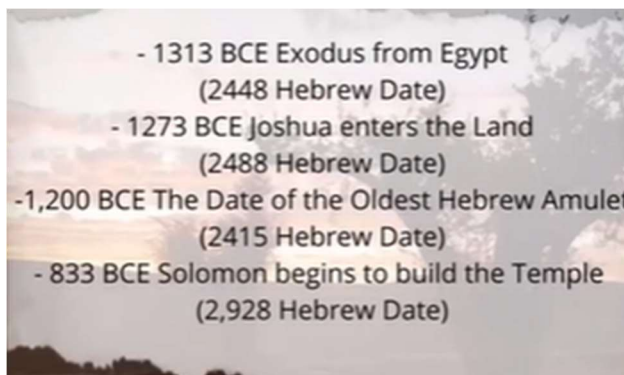 - 1313 BCE Exodus from Egypt
(2448 Hebrew Date)
- 1273 BCE Joshua enters the Land
(2488 Hebrew Date)
-1,200 BCE The Date of the Oldest Hebrew Amulet
(2415 Hebrew Date)
- 833 BCE Solomon begins to build the Temple
(2,928 Hebrew Date)